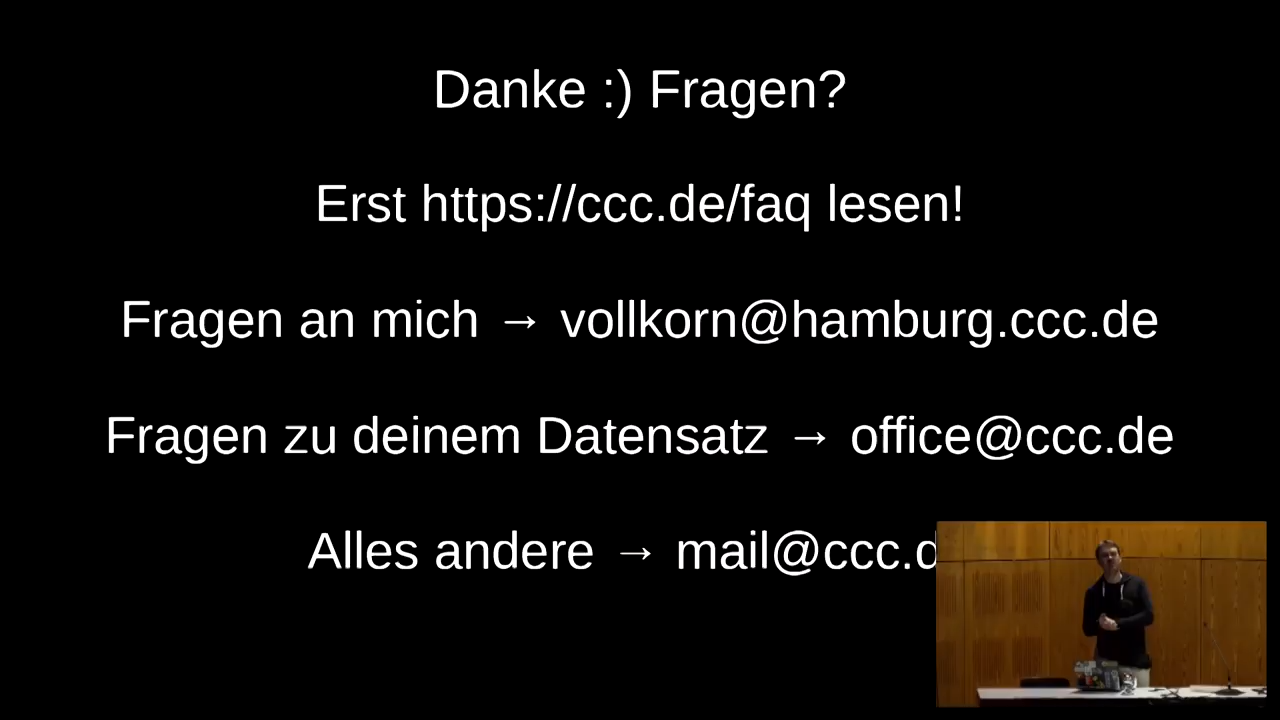 Danke :) Fragen?
Erst https://ccc.de/faq lesen!
Fragen an mich → vollkorn@hamburg.ccc.de
Fragen zu deinem Datensatz → office@ccc.de
Alles andere → mail@ccc.d